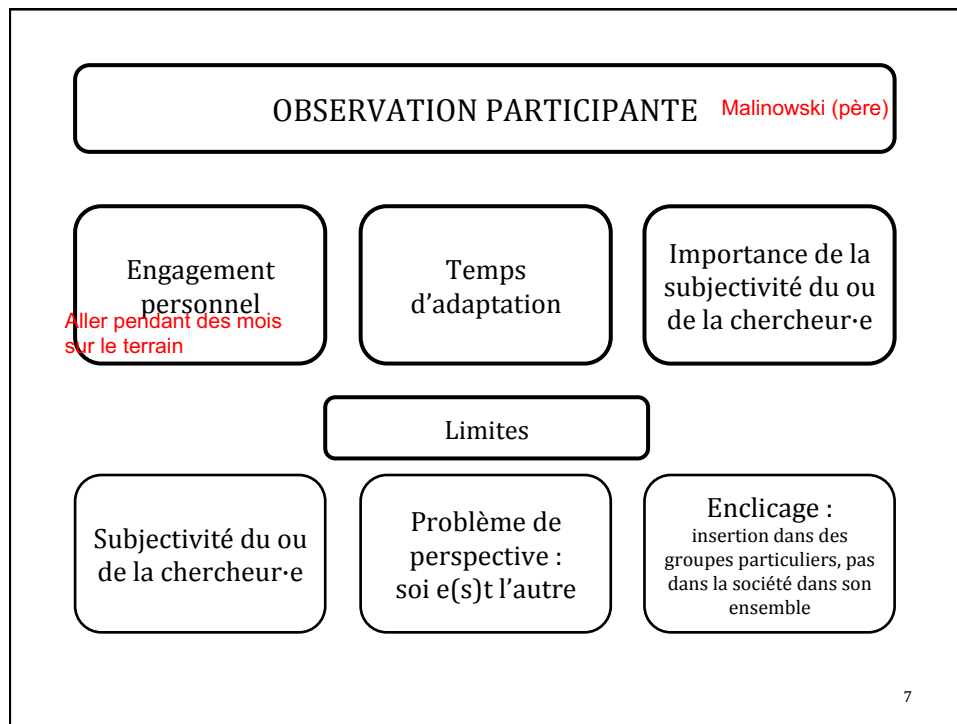 OBSERVATION PARTICIPANTE
Malinowski (père)
Engagement
personnel
Aller pendant des mois
sur le terrain
Temps
d'adaptation
Importance de la
subjectivité du ou
de la chercheur·e
Limites
Subjectivité du ou
de la chercheur·e
Problème de
perspective :
soi e(s)t l'autre
Enclicage :
insertion dans des
groupes particuliers, pas
dans la société dans son
ensemble
7